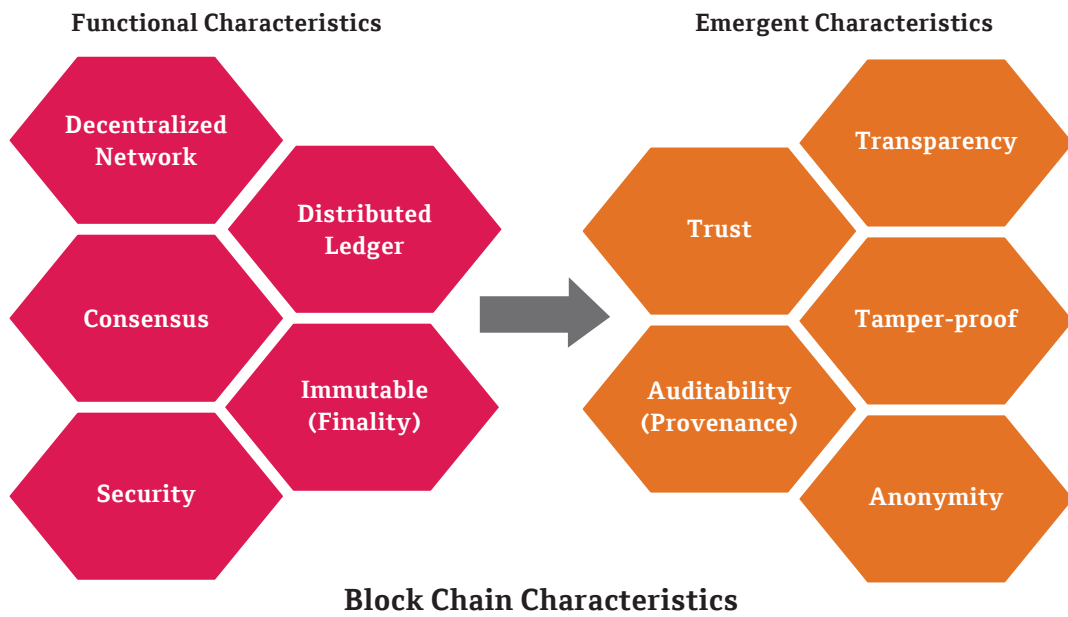 Functional Characteristics
Decentralized
Network
Distributed
Ledger
Consensus
Immutable
(Finality)
Security
Emergent Characteristics
Transparency
Trust
Tamper-proof
Auditability
(Provenance)
Anonymity
Block Chain Characteristics